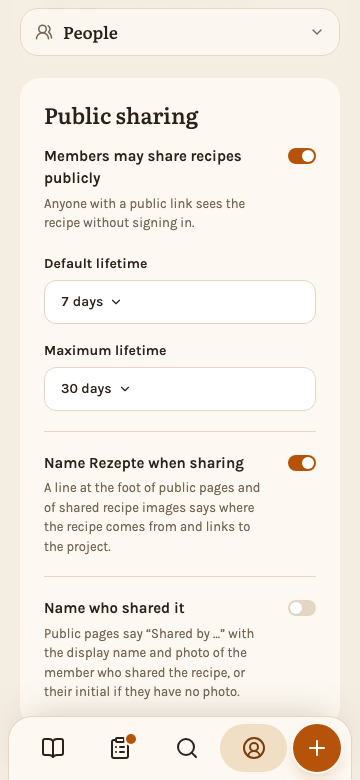 People
Public sharing
Members may share recipes
publicly
Anyone with a public link sees the
recipe without signing in.
Default lifetime
7 days
Maximum lifetime
30 days
Name Rezepte when sharing
A line at the foot of public pages and
of shared recipe images says where
the recipe comes from and links to
the project.
Name who shared it
Public pages say “Shared by …” with
the display name and photo of the
member who shared the recipe, or
their initial if they have no photo.